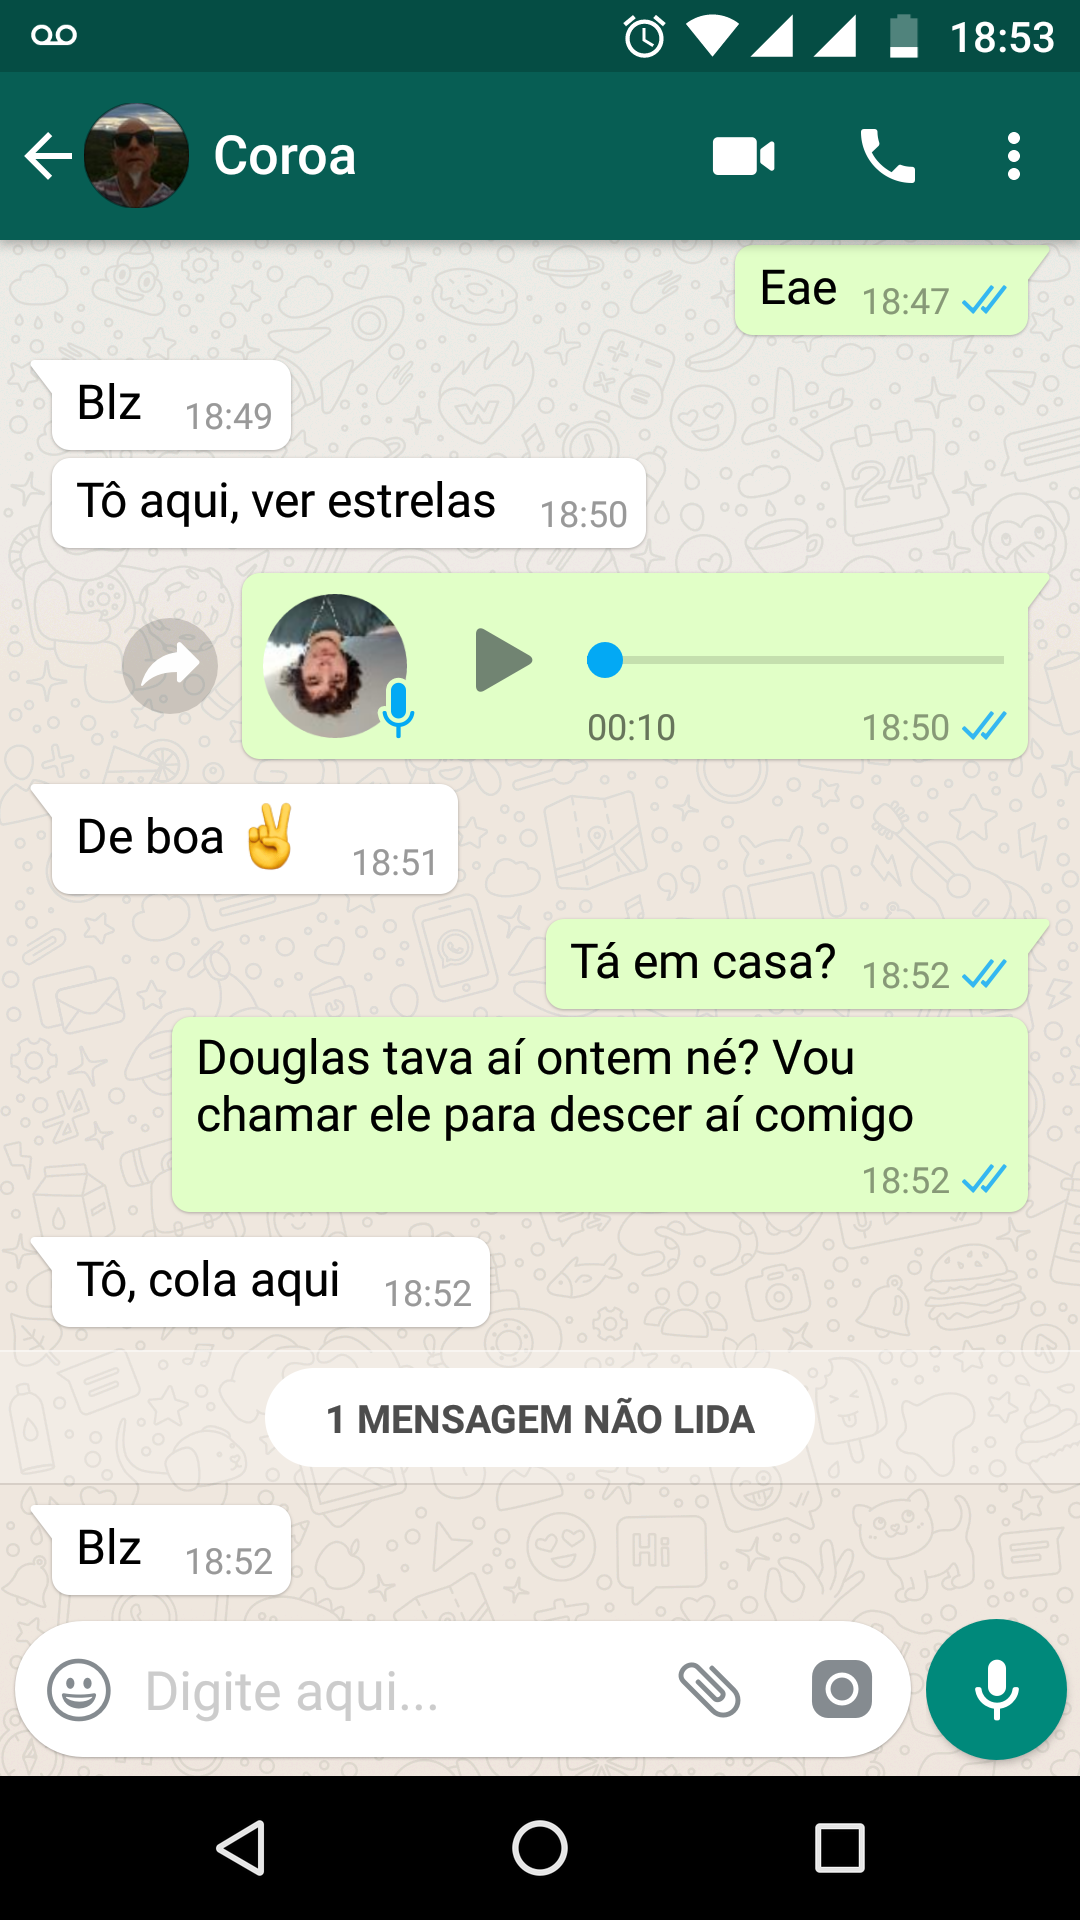 18:53
Coroa
Eae 18:47
Blz 18:49
Tô aqui, ver estrelas 18:50
00:10 18:50
De boa ✌ 18:51
Tá em casa? 18:52
Douglas tava aí ontem né? Vou
chamar ele para descer aí comigo
18:52
Tô, cola aqui 18:52
1 MENSAGEM NÃO LIDA
Blz 18:52
Digite aqui...